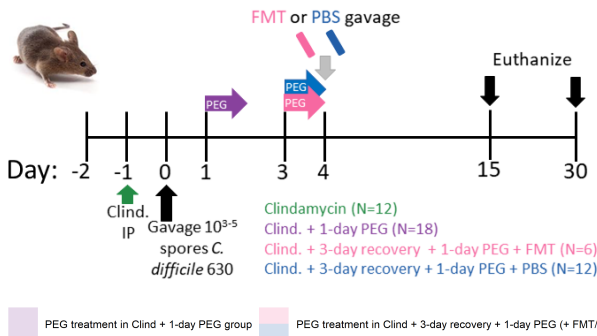 FMT or PBS gavage
Euthanize
PEG
PEG
PEG
Day: -2 -1 0 1 3 4 15 30
Clind.
IP
Gavage 10³⁻⁵
spores C.
difficile 630
Clindamycin (N=12)
Clind. + 1-day PEG (N=18)
Clind. + 3-day recovery + 1-day PEG + FMT (N=6)
Clind. + 3-day recovery + 1-day PEG + PBS (N=12)
PEG treatment in Clind + 1-day PEG group
PEG treatment in Clind + 3-day recovery + 1-day PEG (+ FMT/